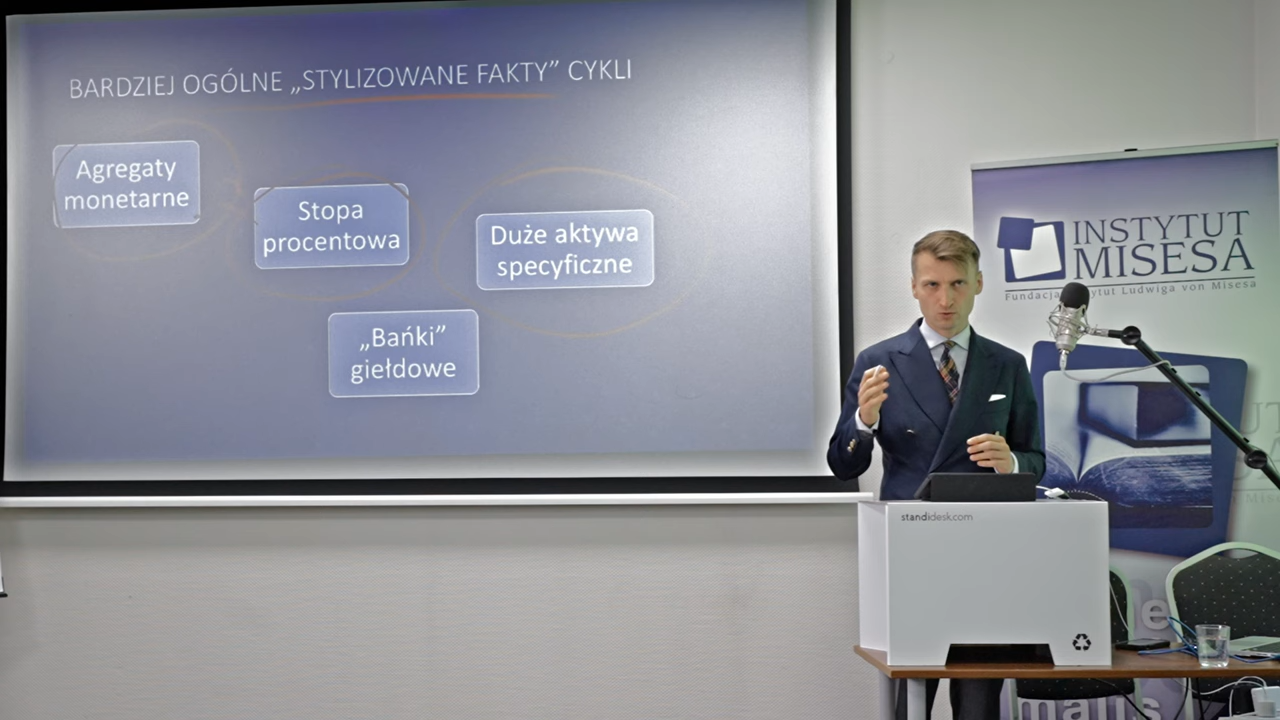 BARDZIEJ OGÓLNE „STYLIZOWANE FAKTY” CYKLI
Agregaty
monetarne
Stopa
procentowa
Duże aktywa
specyficzne
„Bańki”
giełdowe
INSTYTUT
MISESA
Fundacja Instytut Ludwiga von Misesa
standidesk.com